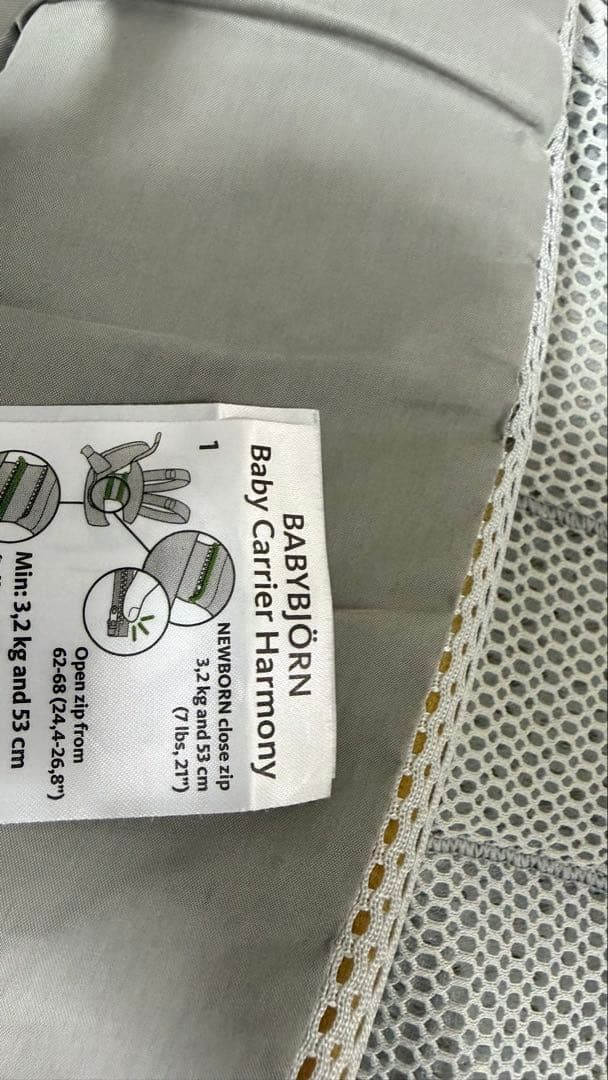 BABYBJÖRN
Baby Carrier Harmony
1
NEWBORN close zip
3,2 kg and 53 cm
(7 lbs, 21")
Open zip from
62-68 (24,4-26,8")
Min: 3,2 kg and 53 cm